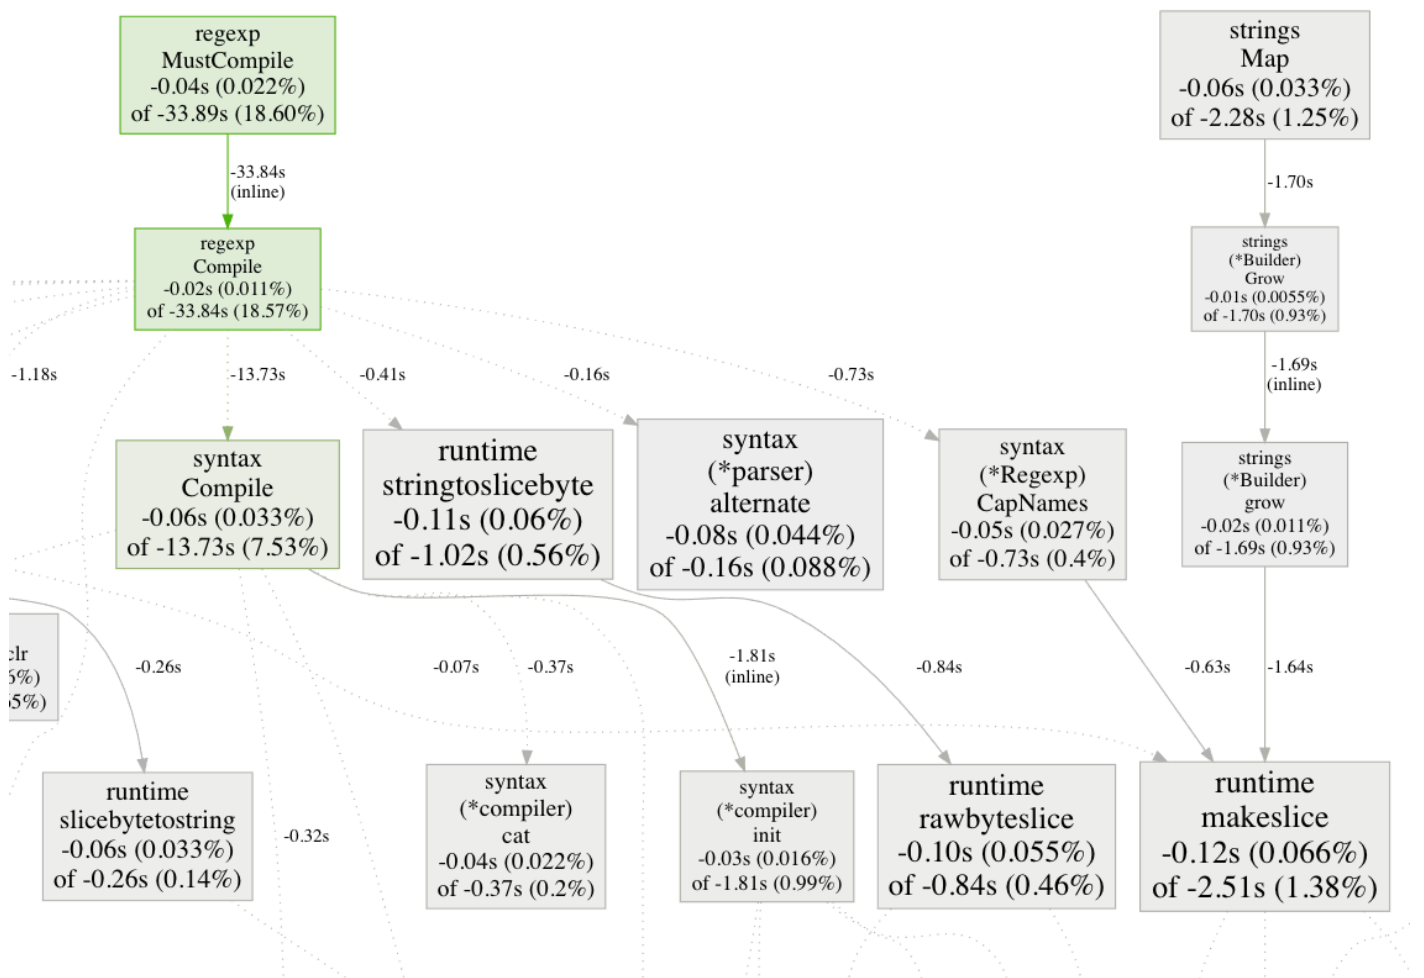 regexp
MustCompile
-0.04s (0.022%)
of -33.89s (18.60%)
strings
Map
-0.06s (0.033%)
of -2.28s (1.25%)
-33.84s
(inline)
-1.70s
regexp
Compile
-0.02s (0.011%)
of -33.84s (18.57%)
strings
(*Builder)
Grow
-0.01s (0.0055%)
of -1.70s (0.93%)
-1.18s
-13.73s
-0.41s
-0.16s
-0.73s
-1.69s
(inline)
syntax
Compile
-0.06s (0.033%)
of -13.73s (7.53%)
runtime
stringtoslicebyte
-0.11s (0.06%)
of -1.02s (0.56%)
syntax
(*parser)
alternate
-0.08s (0.044%)
of -0.16s (0.088%)
syntax
(*Regexp)
CapNames
-0.05s (0.027%)
of -0.73s (0.4%)
strings
(*Builder)
grow
-0.02s (0.011%)
of -1.69s (0.93%)
clr
6%)
55%)
-0.26s
-0.07s
-0.37s
-1.81s
(inline)
-0.84s
-0.63s
-1.64s
runtime
slicebytetostring
-0.06s (0.033%)
of -0.26s (0.14%)
-0.32s
syntax
(*compiler)
cat
-0.04s (0.022%)
of -0.37s (0.2%)
syntax
(*compiler)
init
-0.03s (0.016%)
of -1.81s (0.99%)
runtime
rawbyteslice
-0.10s (0.055%)
of -0.84s (0.46%)
runtime
makeslice
-0.12s (0.066%)
of -2.51s (1.38%)